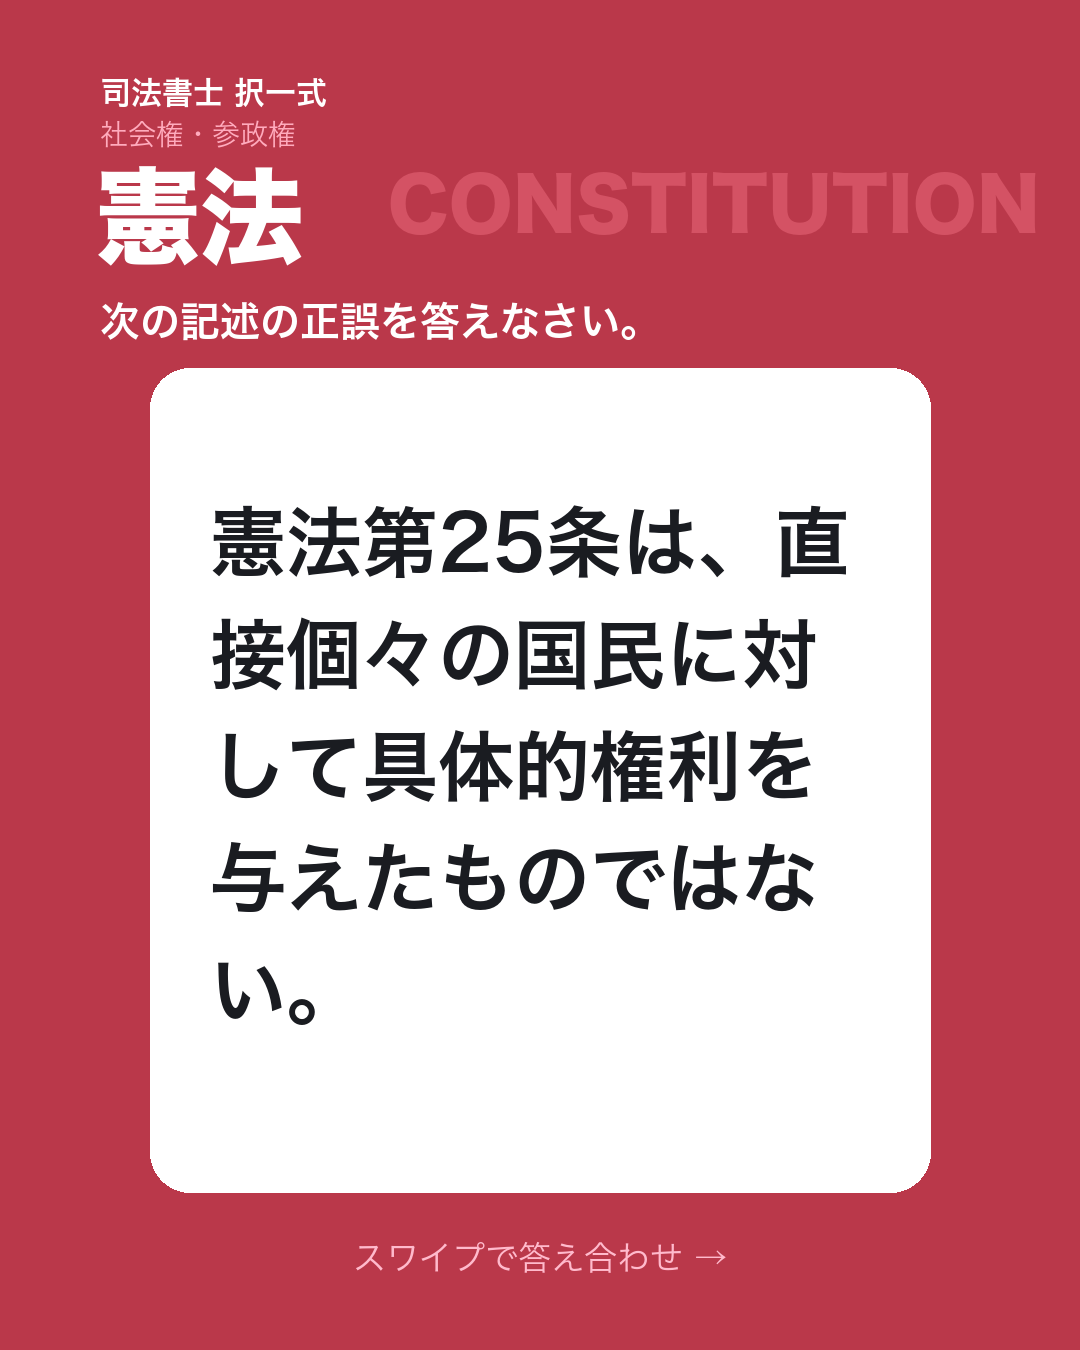 司法書士 択一式
社会権・参政権
憲法
CONSTITUTION
次の記述の正誤を答えなさい。
憲法第25条は、直
接個々の国民に対
して具体的権利を
与えたものではな
い。
スワイプで答え合わせ →